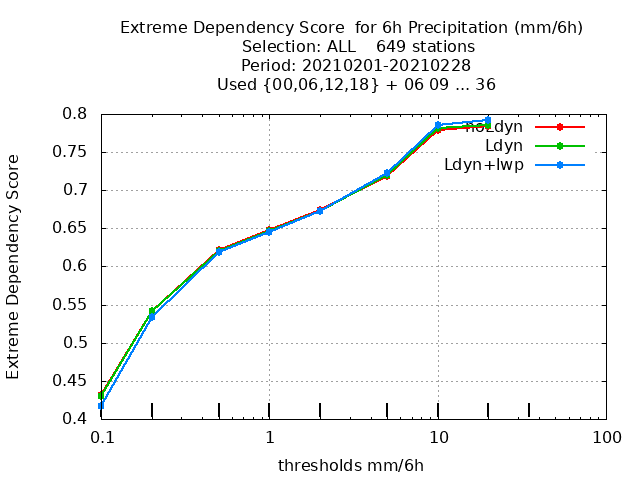 Extreme Dependency Score  for 6h Precipitation (mm/6h)
Selection: ALL    649 stations
Period: 20210201-20210228
Used {00,06,12,18} + 06 09 ... 36
Extreme Dependency Score
0.8
0.75
0.7
0.65
0.6
0.55
0.5
0.45
0.4
noLdyn
Ldyn
Ldyn+lwp
0.1
1
10
100
thresholds mm/6h